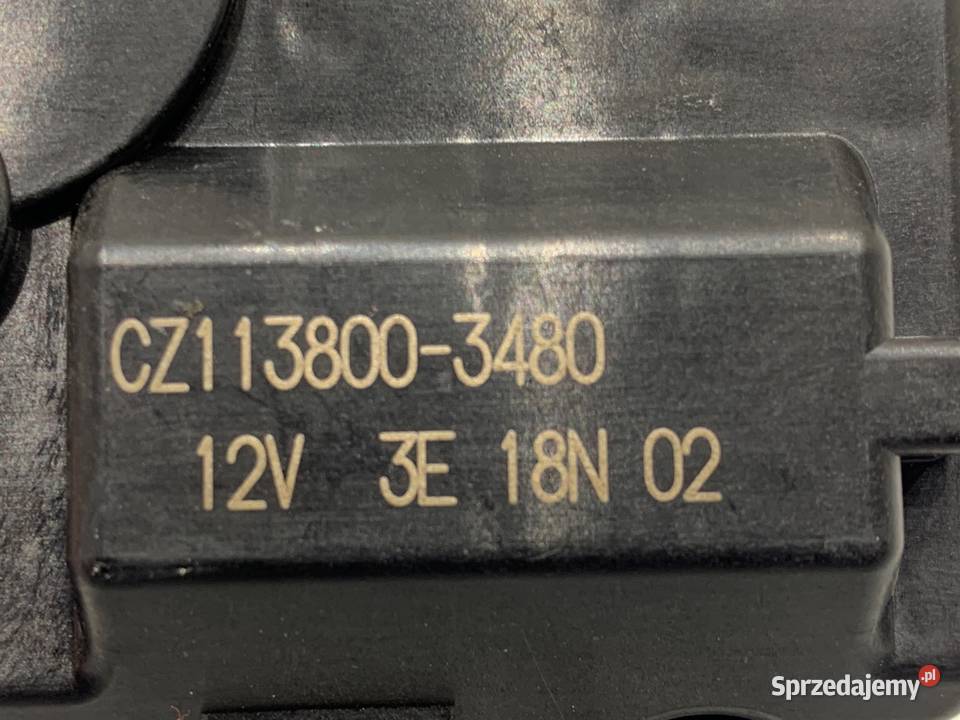 CZ113800-3480
12V 3E 18N 02
Sprzedajemy.pl